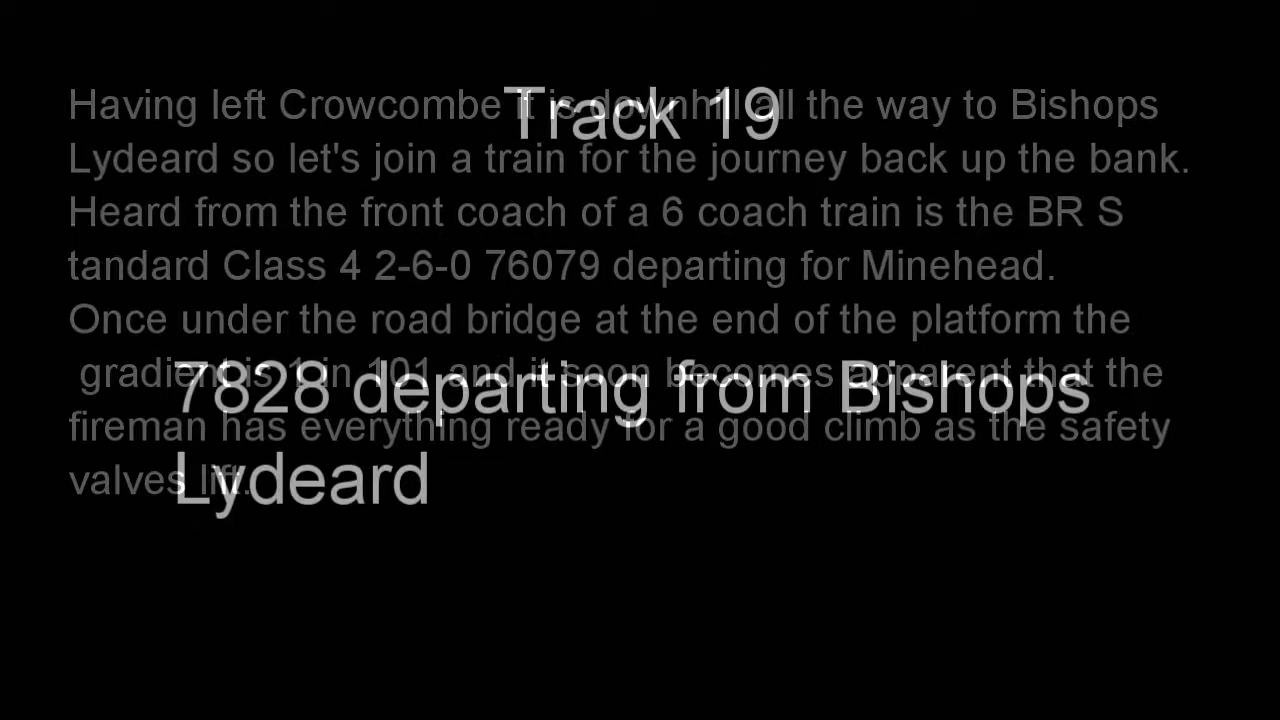 Track 19
Having left Crowcombe it is downhill all the way to Bishops
Lydeard so let's join a train for the journey back up the bank.
Heard from the front coach of a 6 coach train is the BR S
tandard Class 4 2-6-0 76079 departing for Minehead.
Once under the road bridge at the end of the platform the
gradient is 1 in 101 and it soon becomes apparent that the
fireman has everything ready for a good climb as the safety
valves lift.
7828 departing from Bishops
Lydeard